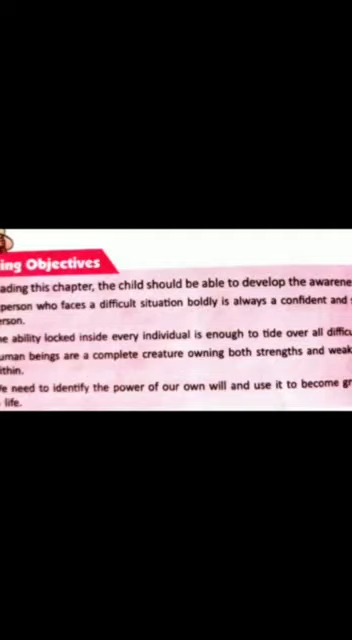 ing Objectives
ading this chapter, the child should be able to develop the awarene
person who faces a difficult situation boldly is always a confident and
erson.
e ability locked inside every individual is enough to tide over all difficu
uman beings are a complete creature owning both strengths and weak
ithin.
e need to identify the power of our own will and use it to become gr
life.